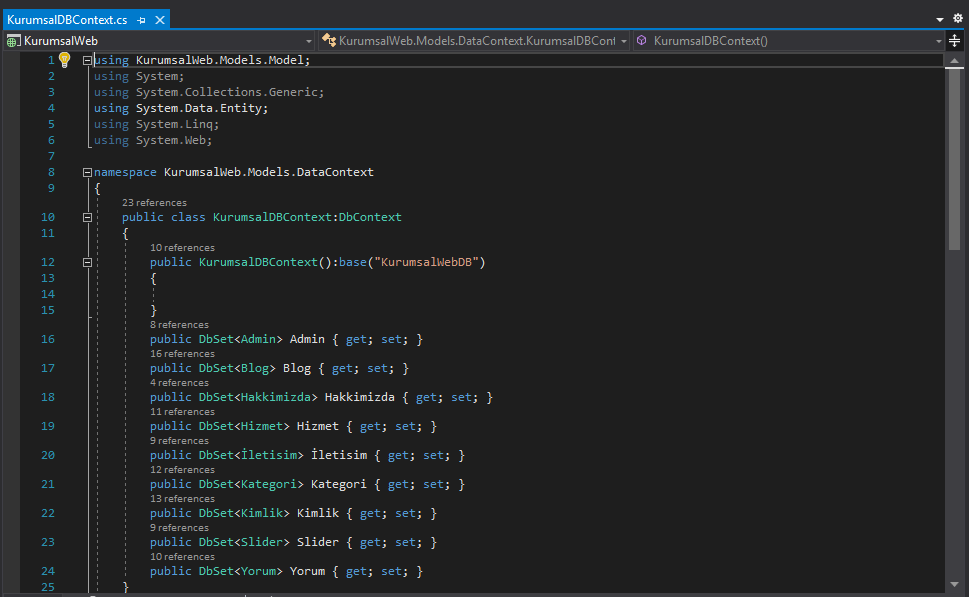 KurumsalDBContext.cs
KurumsalWeb KurumsalWeb.Models.DataContext.KurumsalDBCont KurumsalDBContext()
1 using KurumsalWeb.Models.Model;
2 using System;
3 using System.Collections.Generic;
4 using System.Data.Entity;
5 using System.Linq;
6 using System.Web;
7
8 namespace KurumsalWeb.Models.DataContext
9 {
23 references
10 public class KurumsalDBContext:DbContext
11 {
10 references
12 public KurumsalDBContext():base("KurumsalWebDB")
13 {
14
15 }
8 references
16 public DbSet<Admin> Admin { get; set; }
16 references
17 public DbSet<Blog> Blog { get; set; }
4 references
18 public DbSet<Hakkimizda> Hakkimizda { get; set; }
11 references
19 public DbSet<Hizmet> Hizmet { get; set; }
9 references
20 public DbSet<İletisim> İletisim { get; set; }
12 references
21 public DbSet<Kategori> Kategori { get; set; }
13 references
22 public DbSet<Kimlik> Kimlik { get; set; }
9 references
23 public DbSet<Slider> Slider { get; set; }
10 references
24 public DbSet<Yorum> Yorum { get; set; }
25 }